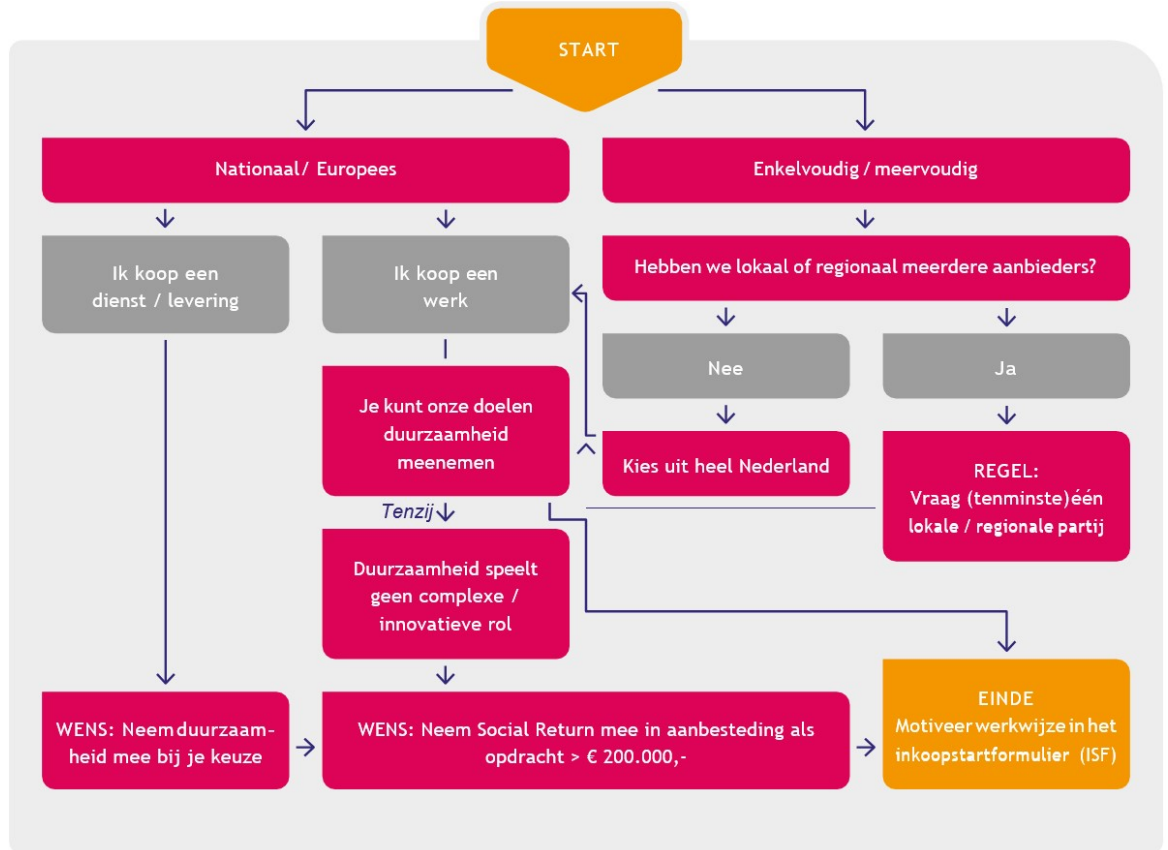 START
Nationaal/ Europees
Enkelvoudig / meervoudig
Ik koop een
dienst / levering
Ik koop een
werk
Hebben we lokaal of regionaal meerdere aanbieders?
Nee
Ja
Je kunt onze doelen
duurzaamheid
meenemen
Kies uit heel Nederland
REGEL:
Vraag (tenminste)één
lokale / regionale partij
Tenzij
Duurzaamheid speelt
geen complexe /
innovatieve rol
WENS: Neem duurzaam-
heid mee bij je keuze
WENS: Neem Social Return mee in aanbesteding als
opdracht > € 200.000,-
EINDE
Motiveer werkwijze in het
inkoopstartformulier (ISF)